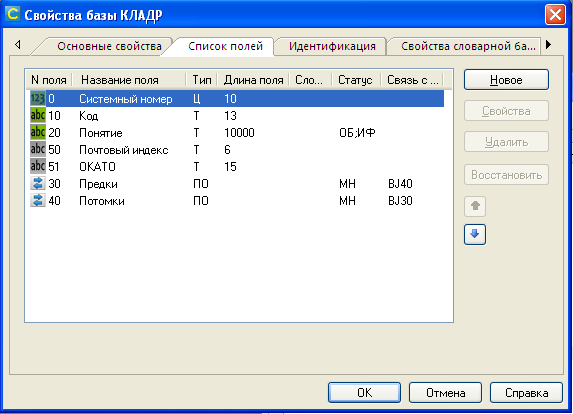 Свойства базы КЛАДР
Основные свойства Список полей Идентификация Свойства словарной ба...
N поля Название поля Тип Длина поля Сло... Статус Связь с ...
123 0 Системный номер Ц 10
abc 10 Код Т 13
abc 20 Понятие Т 10000 ОБ;ИФ
abc 50 Почтовый индекс Т 6
abc 51 ОКАТО Т 15
30 Предки ПО МН BJ40
40 Потомки ПО МН BJ30
Новое
Свойства
Удалить
Восстановить
OK Отмена Справка